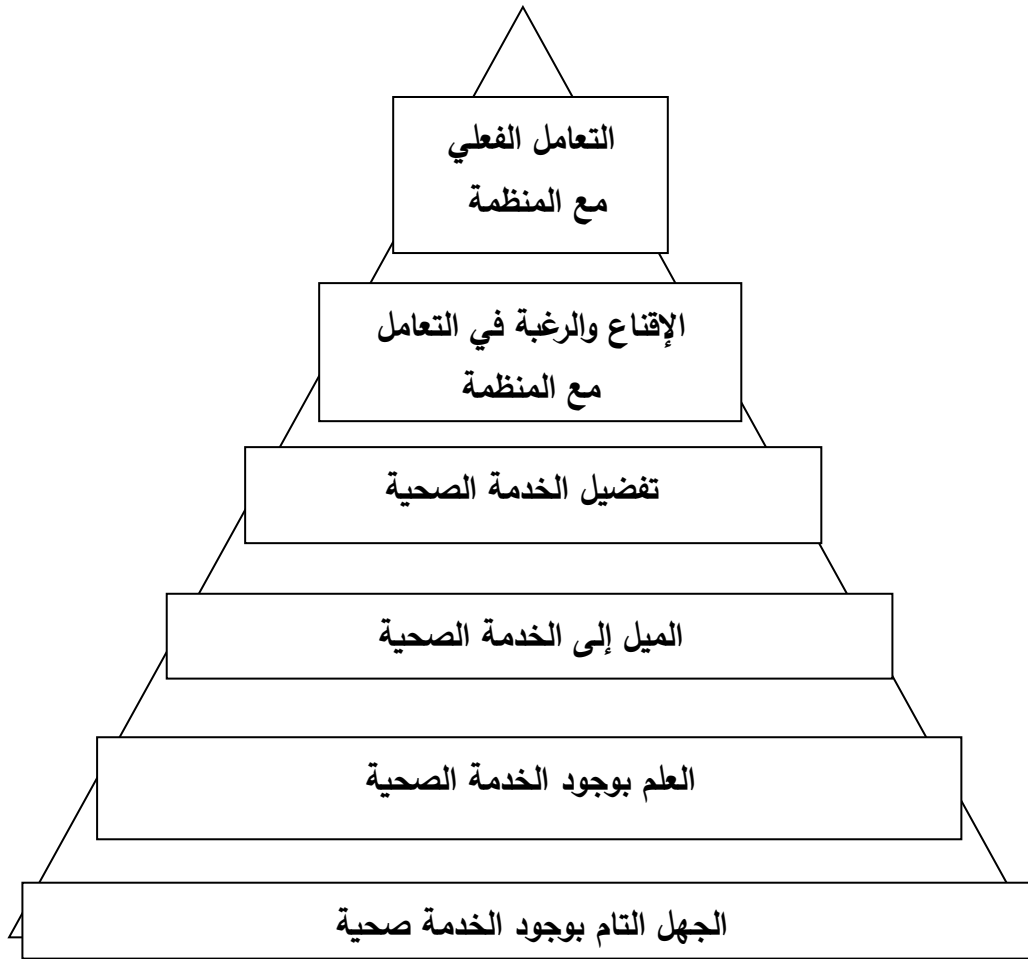 التعامل الفعلي
مع المنظمة
الإقناع والرغبة في التعامل
مع المنظمة
تفضيل الخدمة الصحية
الميل إلى الخدمة الصحية
العلم بوجود الخدمة الصحية
الجهل التام بوجود الخدمة صحية